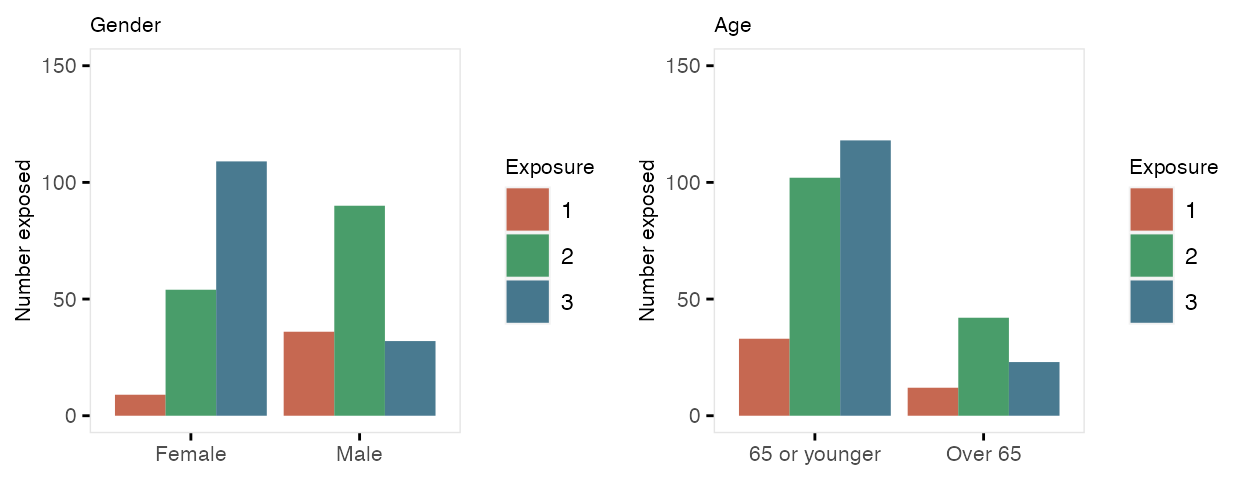 Gender
150
100
50
0
Number exposed
Female Male
Exposure
1
2
3
Age
150
100
50
0
Number exposed
65 or younger Over 65
Exposure
1
2
3